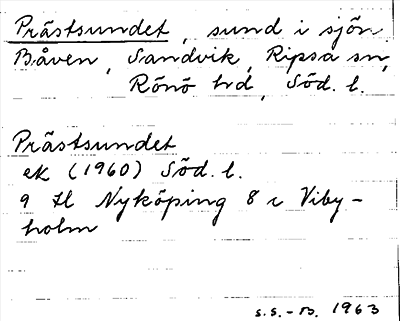 Prästsundet, sund i sjön
Båven, Sandvik, Ripsa sn,
Rönö hd, Söd. l.
Prästsundet
ek (1960) Söd. l.
9 H Nyköping 8 c Viby-
holm
s.s.-rs. 1963